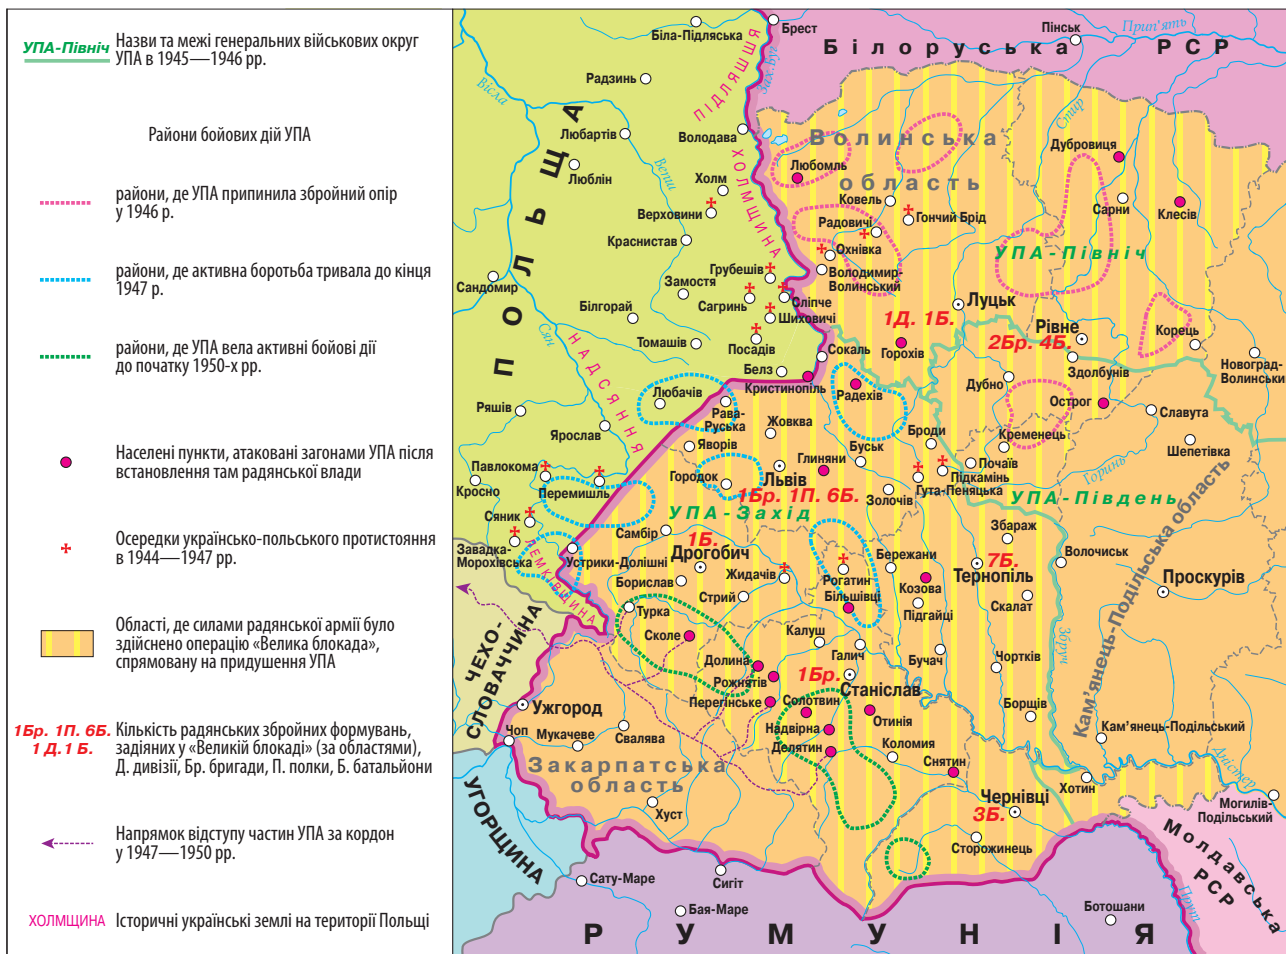 УПА-Північ
Назви та межі генеральних військових округ
УПА в 1945—1946 рр.
Райони бойових дій УПА
райони, де УПА припинила збройний опір
у 1946 р.
райони, де активна боротьба тривала до кінця
1947 р.
райони, де УПА вела активні бойові дії
до початку 1950-х рр.
Населені пункти, атаковані загонами УПА після
встановлення там радянської влади
Осередки українсько-польського протистояння
в 1944—1947 рр.
Області, де силами радянської армії було
здійснено операцію «Велика блокада»,
спрямовану на придушення УПА
1Бр. 1П. 6Б.
1 Д.1 Б.
Кількість радянських збройних формувань,
задіяних у «Великій блокаді» (за областями),
Д. дивізії, Бр. бригади, П. полки, Б. батальйони
Напрямок відступу частин УПА за кордон
у 1947—1950 рр.
ХОЛМЩИНА
Історичні українські землі на території Польщі
Біла-Підляська
Брест
Пінськ
Прип'ять
Білоруська РСР
Радзинь
Вісла
ПІДЛЯШШЯ
Зах.Буг
Стир
Любартів
Володава
Волинська
область
Дубровиця
Люблін
Вепш
Холм
ХОЛМЩИНА
Любомль
Ковель
Сарни
Клесів
Верховини
Радовичі
Гончий Брід
Краснистав
Охнівка
УПА-Північ
ПОЛЬЩА
Сандомир
Замостя
Грубешів
Володимир-
Волинський
Білгорай
Сагринь
Сліпче
Шиховичі
Луцьк
1Д. 1Б.
Рівне
2Бр. 4Б.
Корець
Сян
Томашів
Посадів
Сокаль
Горохів
Здолбунів
Новоград-
Волинськи
НАДСЯННЯ
Белз
Кристинопіль
Радехів
Дубно
Острог
Славута
Любачів
Рава-
Руська
Ряшів
Ярослав
Жовква
Броди
Кременець
Шепетівка
Яворів
Буськ
Павлокома
Глиняни
Почаїв
Горинь
Кросно
Перемишль
Городок
Львів
Підкамінь
1Бр. 1П. 6Б.
Золочів
Гута-Пеняцька
УПА-Південь
Сяник
УПА-Захід
Самбір
1Б.
Збараж
Завадка-
Морохівська
ЛЕМКІВЩИНА
Устрики-Долішні
Дрогобич
Бережани
7Б.
Волочиськ
Борислав
Жидачів
Рогатин
Козова
Тернопіль
Проскурів
Стрий
Більшівці
Підгайці
Скалат
Кам'янець-Подільська область
Турка
Збруч
ЧЕХО-
СЛОВАЧЧИНА
Сколе
Калуш
Галич
Бучач
Чортків
Долина
Рожнятів
1Бр.
Станіслав
Перегінське
Солотвин
Борщів
Ужгород
Отинія
Кам'янець-Подільський
Чоп
Мукачеве
Свалява
Надвірна
Делятин
Коломия
Дністер
Закарпатська
область
Снятин
Хотин
УГОРЩИНА
Чернівці
3Б.
Могилів-
Подільський
Хуст
Сторожинець
Молдавська
РСР
Сату-Маре
Сигіт
Прут
Бая-Маре
Ботошани
РУМУНІЯ